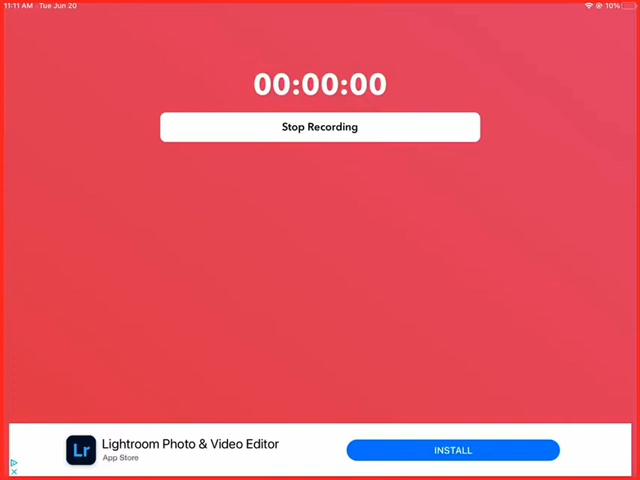 11:11 AM Tue Jun 20
10%
00:00:00
Stop Recording
Lr
Lightroom Photo & Video Editor
App Store
INSTALL